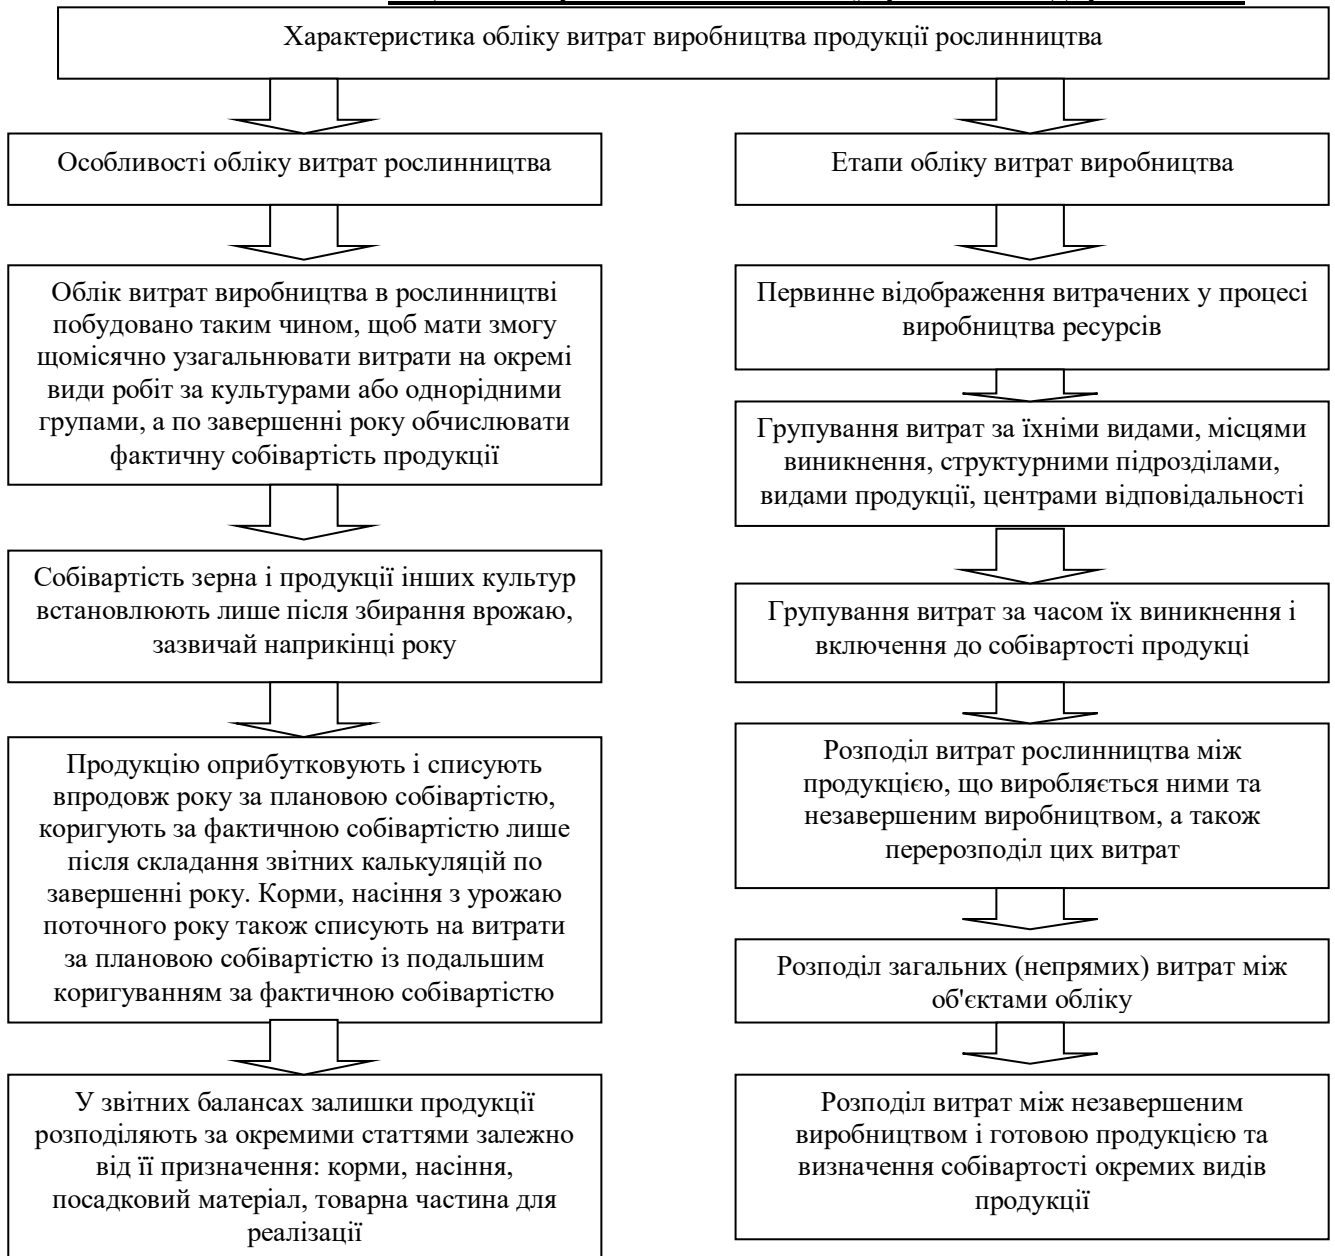 Характеристика обліку витрат виробництва продукції рослинництва
Особливості обліку витрат рослинництва
Облік витрат виробництва в рослинництві
побудовано таким чином, щоб мати змогу
щомісячно узагальнювати витрати на окремі
види робіт за культурами або однорідними
групами, а по завершенні року обчислювати
фактичну собівартість продукції
Собівартість зерна і продукції інших культур
встановлюють лише після збирання врожаю,
зазвичай наприкінці року
Продукцію оприбутковують і списують
впродовж року за плановою собівартістю,
коригують за фактичною собівартістю лише
після складання звітних калькуляцій по
завершенні року. Корми, насіння з урожаю
поточного року також списують на витрати
за плановою собівартістю із подальшим
коригуванням за фактичною собівартістю
У звітних балансах залишки продукції
розподіляють за окремими статтями залежно
від її призначення: корми, насіння,
посадковий матеріал, товарна частина для
реалізації
Етапи обліку витрат виробництва
Первинне відображення витрачених у процесі
виробництва ресурсів
Групування витрат за їхніми видами, місцями
виникнення, структурними підрозділами,
видами продукції, центрами відповідальності
Групування витрат за часом їх виникнення і
включення до собівартості продукці
Розподіл витрат рослинництва між
продукцією, що виробляється ними та
незавершеним виробництвом, а також
перерозподіл цих витрат
Розподіл загальних (непрямих) витрат між
об'єктами обліку
Розподіл витрат між незавершеним
виробництвом і готовою продукцією та
визначення собівартості окремих видів
продукції